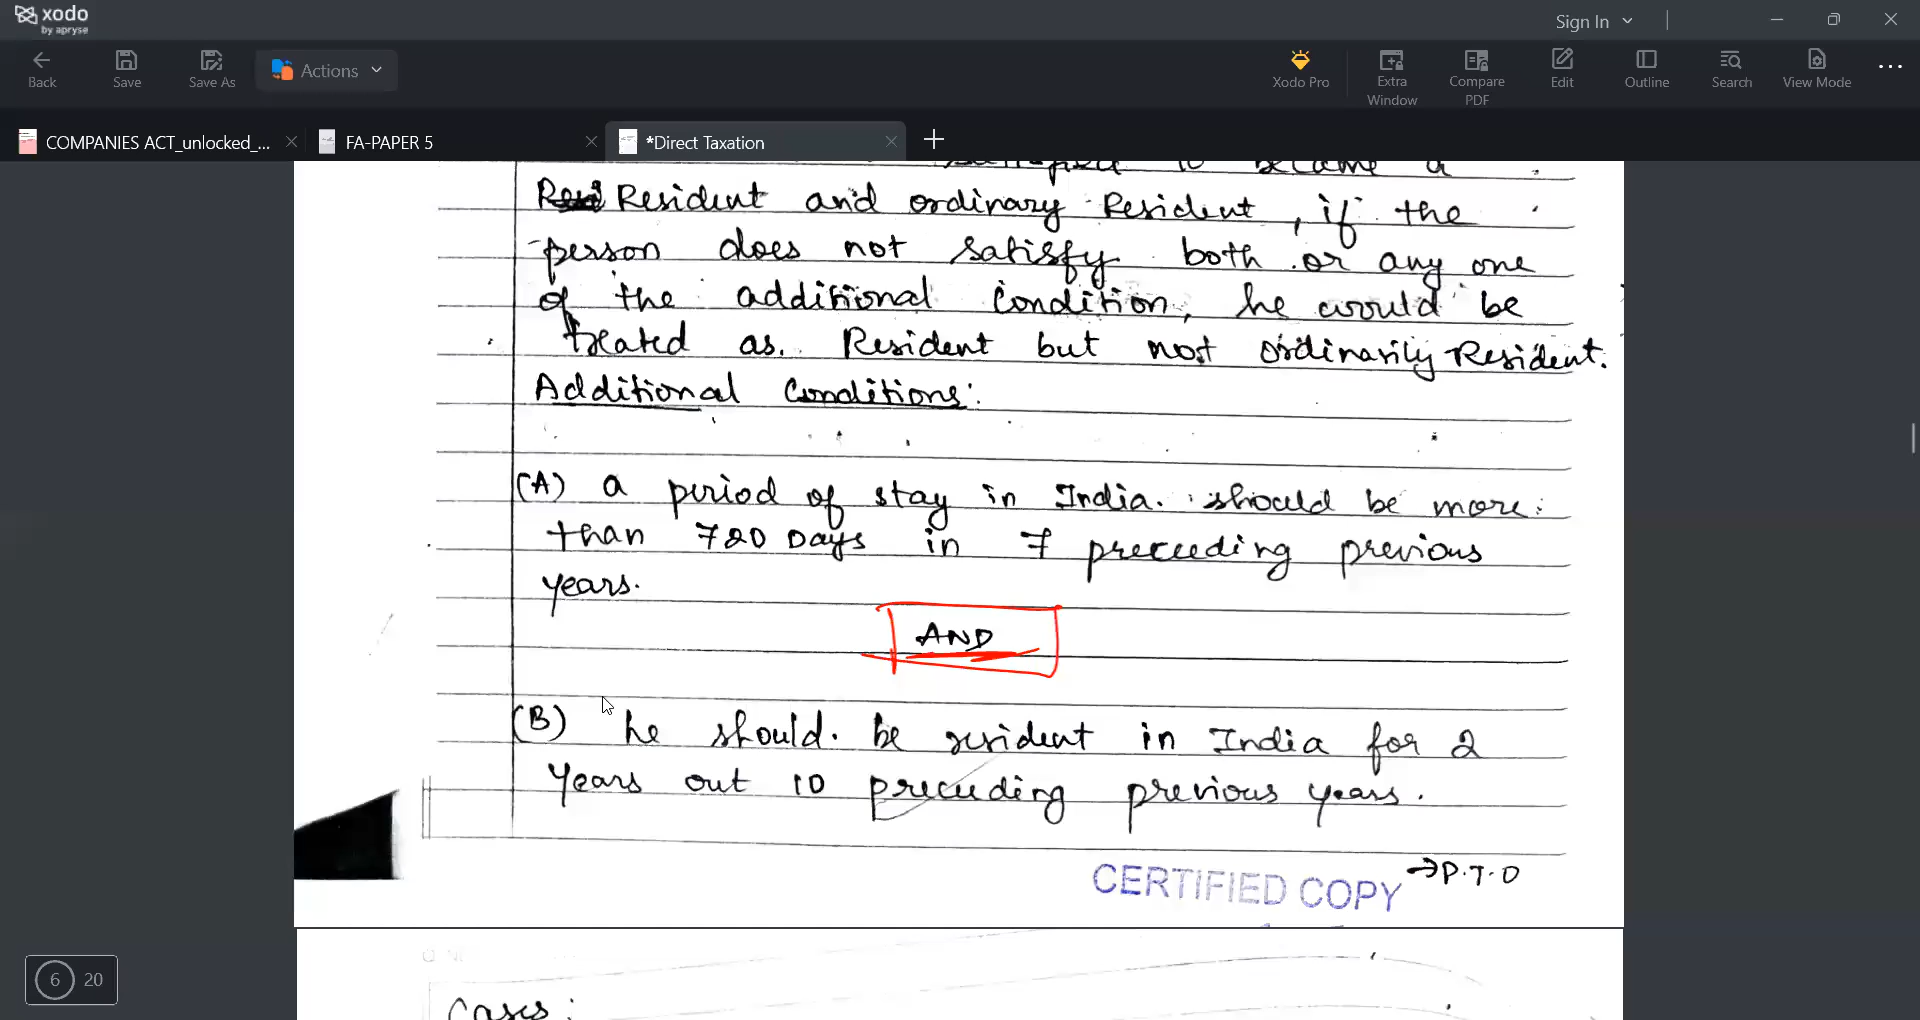 xodo
by apryse
Sign In
Back
Save
Save As
Actions
Xodo Pro
Extra Window
Compare PDF
Edit
Outline
Search
View Mode
COMPANIES ACT_unlocked_...
FA-PAPER 5
*Direct Taxation
satisfied to became a
Resident and ordinary Resident, if the
person does not satisfy both or any one
of the additional condition, he would be
treated as. Resident but not ordinarily Resident.
Additional Conditions:
(A) a period of stay in India. should be more
than 720 Days in 7 preceeding previous
years.
AND
(B) he should. be resident in India for 2
Years out 10 preceeding previous years.
→P.T.O
CERTIFIED COPY
Cases:
6 20